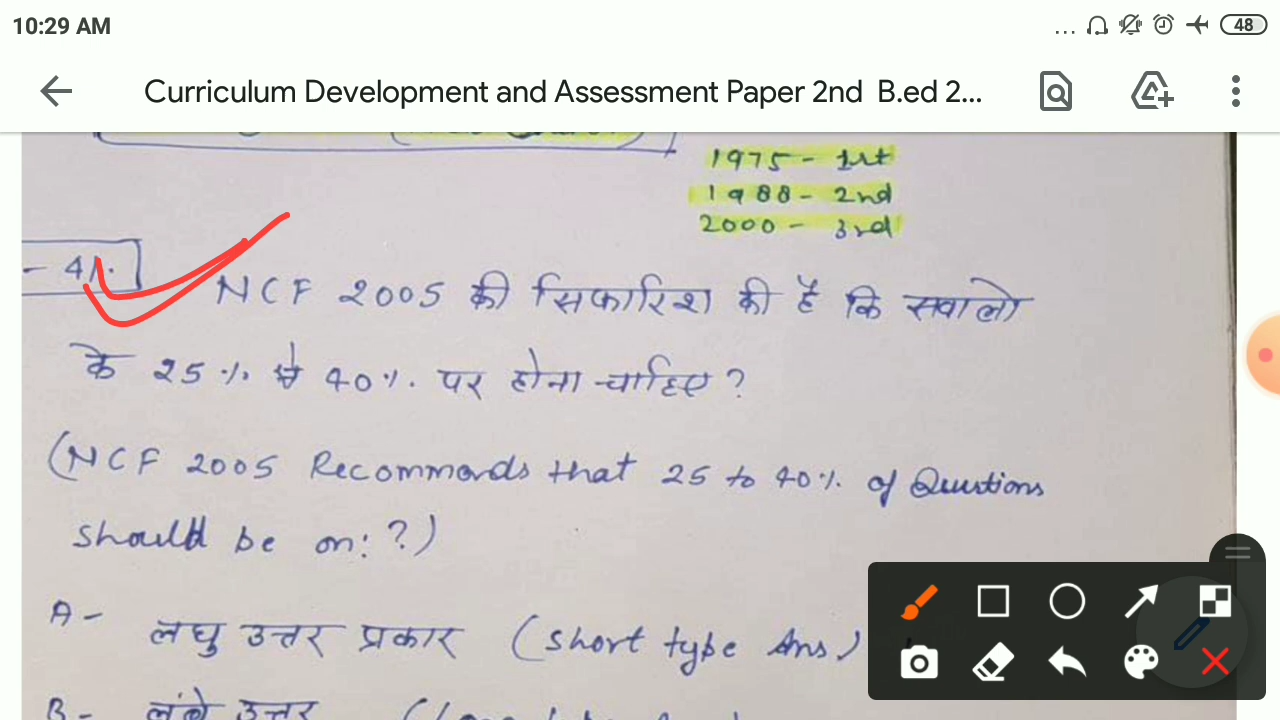 10:29 AM
... 48
Curriculum Development and Assessment Paper 2nd B.ed 2...
1975 - 1st
1988 - 2nd
2000 - 3rd
- 41.
NCF 2005 की सिफारिश की है कि सवालो
के 25% से 40% पर होना चाहिए ?
(NCF 2005 Recommends that 25 to 40% of Questions
should be on: ?)
A - लघु उत्तर प्रकार (short type Ans)
B - लंबे उत्तर